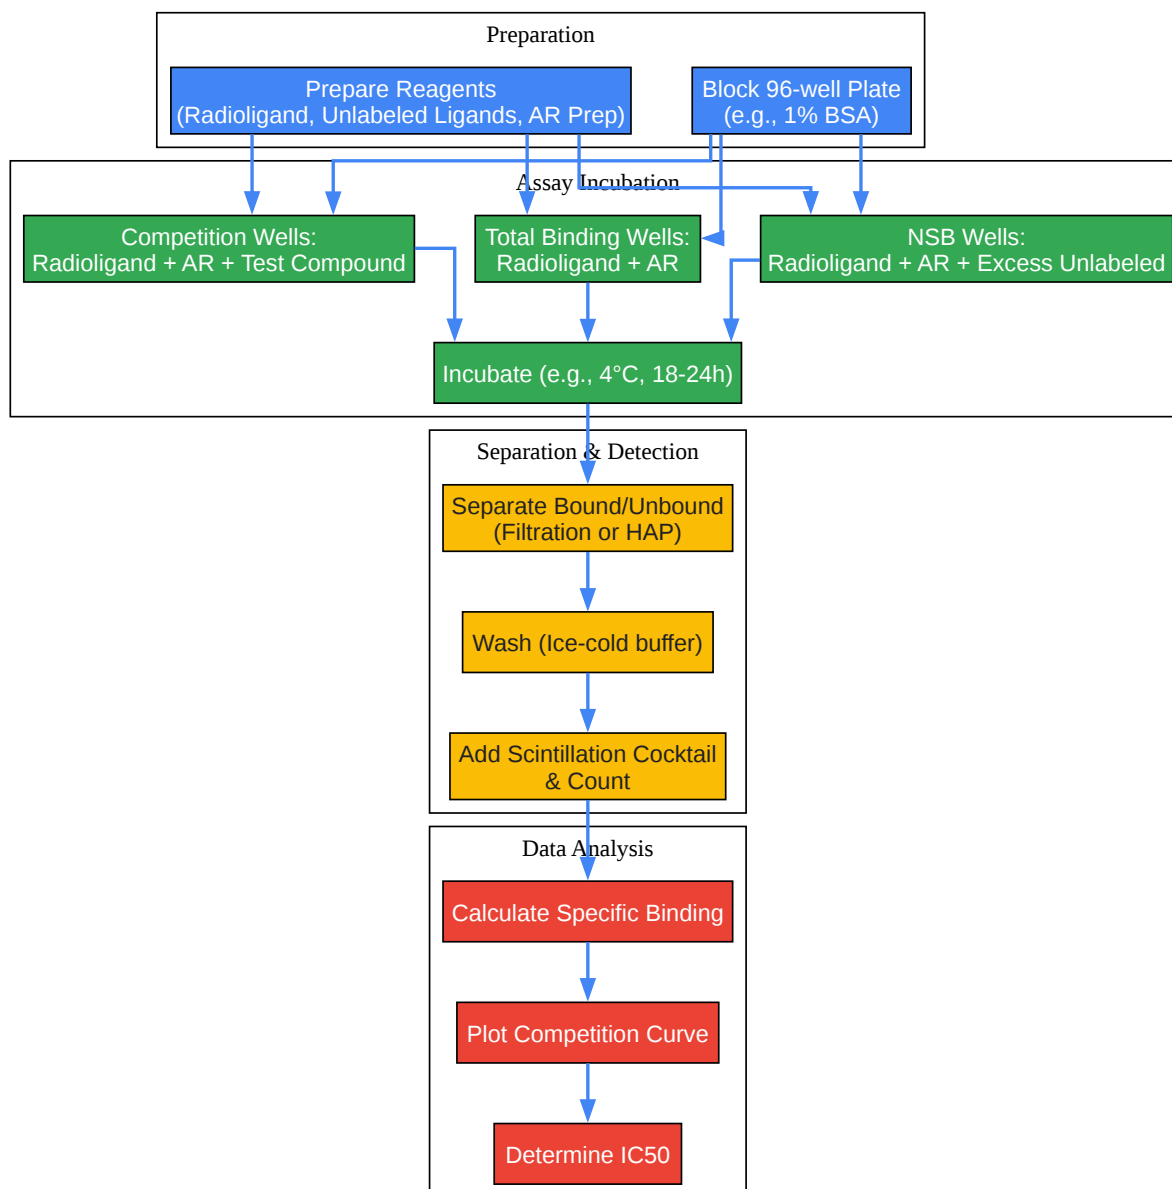 Preparation
Prepare Reagents
(Radioligand, Unlabeled Ligands, AR Prep)
Block 96-well Plate
(e.g., 1% BSA)
Assay Incubation
Competition Wells:
Radioligand + AR + Test Compound
Total Binding Wells:
Radioligand + AR
NSB Wells:
Radioligand + AR + Excess Unlabeled
Incubate (e.g., 4°C, 18-24h)
Separation & Detection
Separate Bound/Unbound
(Filtration or HAP)
Wash (Ice-cold buffer)
Add Scintillation Cocktail
& Count
Data Analysis
Calculate Specific Binding
Plot Competition Curve
Determine IC50